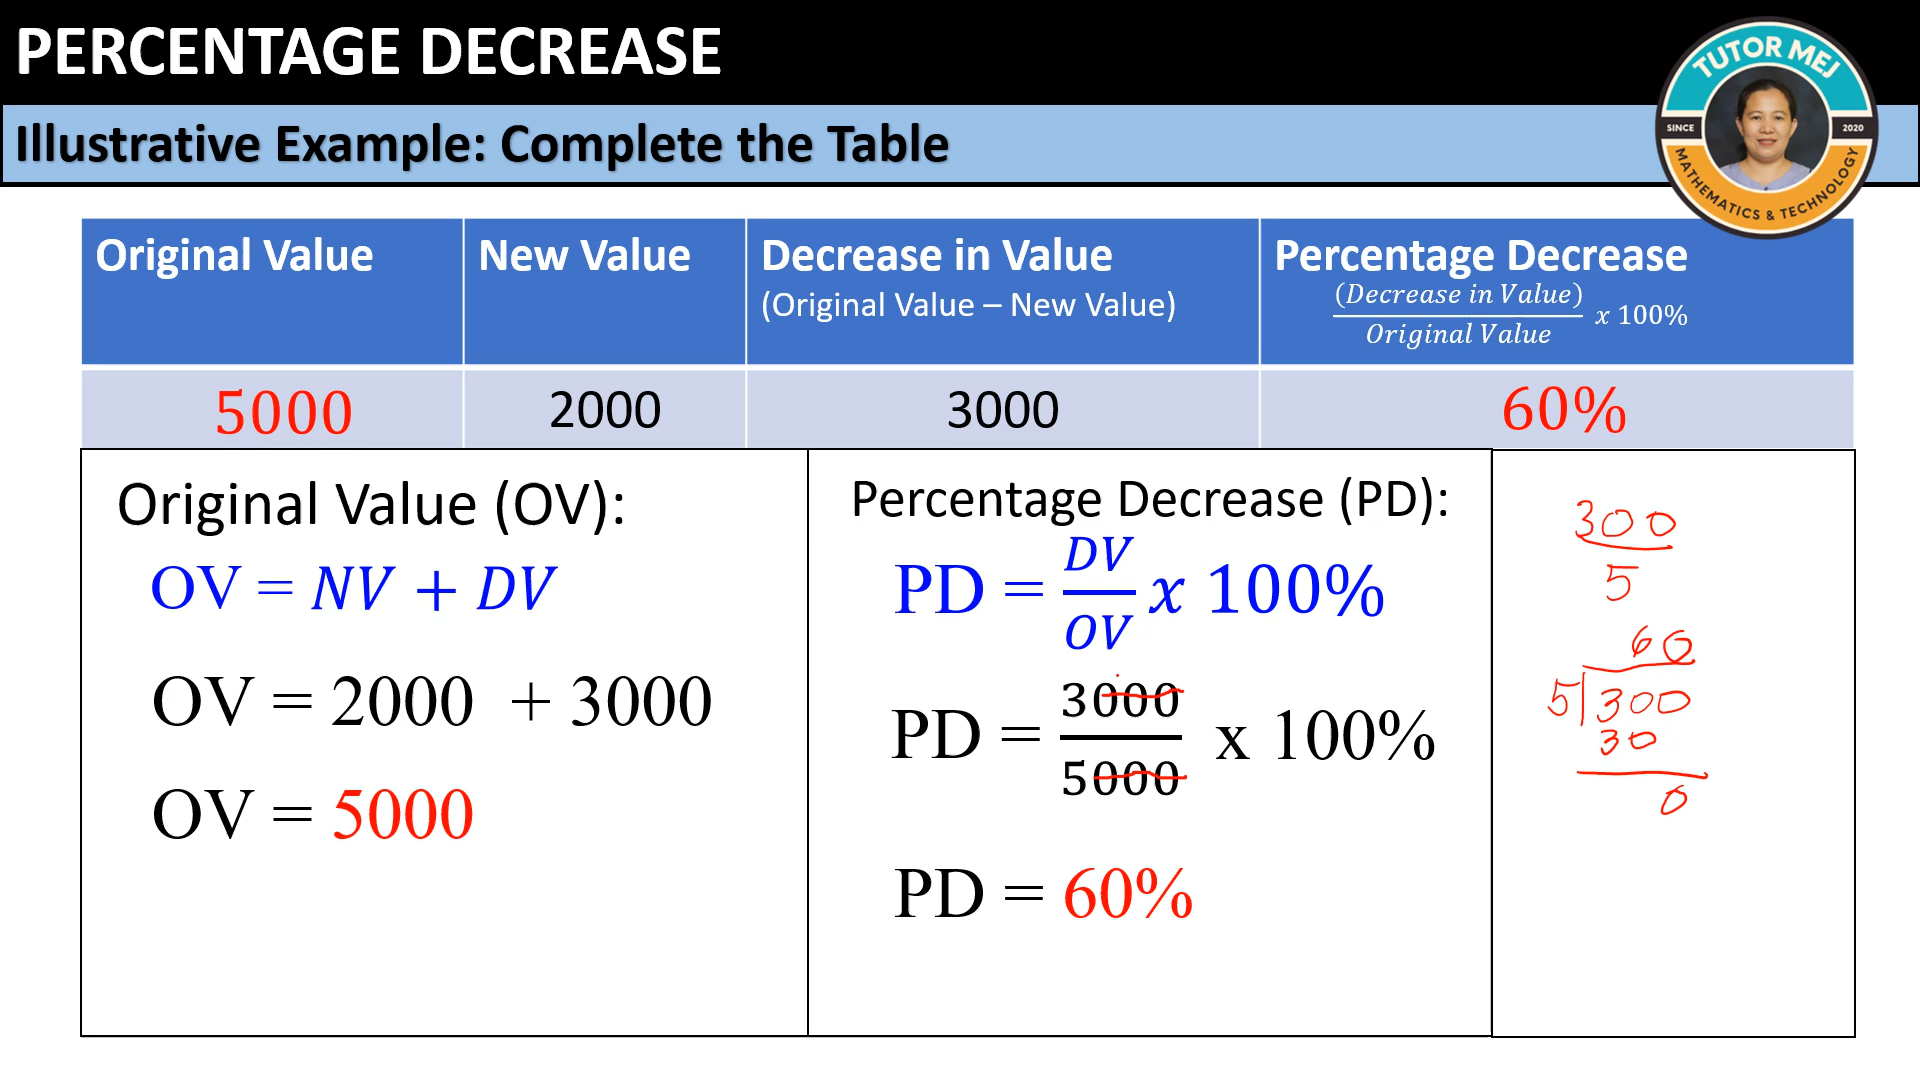 PERCENTAGE DECREASE
Illustrative Example: Complete the Table
TUTOR MEJ
SINCE 2020
MATHEMATICS & TECHNOLOGY
Original Value New Value Decrease in Value Percentage Decrease
(Original Value – New Value) (Decrease in Value)/Original Value x 100%
5000 2000 3000 60%
Original Value (OV):
OV = NV + DV
OV = 2000 + 3000
OV = 5000
Percentage Decrease (PD):
PD = DV/OV x 100%
PD = 3000/5000 x 100%
PD = 60%
300
5
60
5 300
30
0